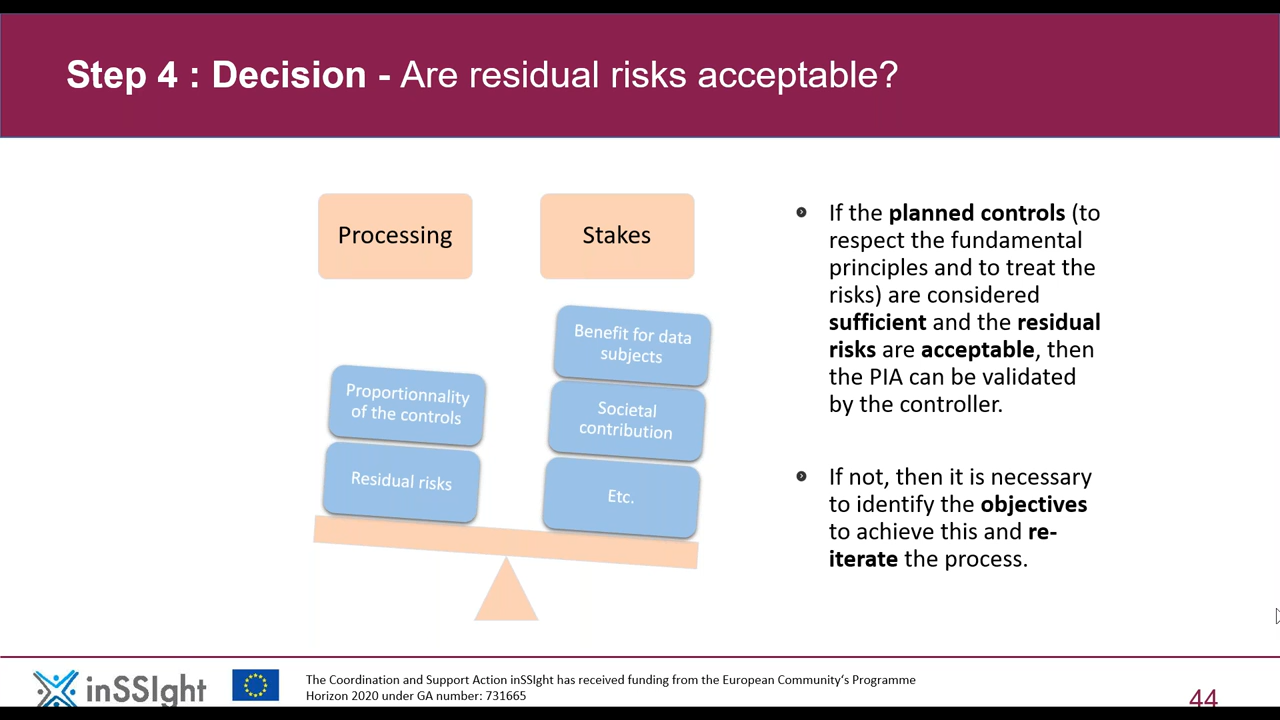 Step 4 : Decision - Are residual risks acceptable?
Processing
Stakes
Benefit for data
subjects
Proportionnality
of the controls
Societal
contribution
Residual risks
Etc.
If the planned controls (to
respect the fundamental
principles and to treat the
risks) are considered
sufficient and the residual
risks are acceptable, then
the PIA can be validated
by the controller.
If not, then it is necessary
to identify the objectives
to achieve this and re-
iterate the process.
inSSIght
The Coordination and Support Action inSSIght has received funding from the European Community's Programme
Horizon 2020 under GA number: 731665
44